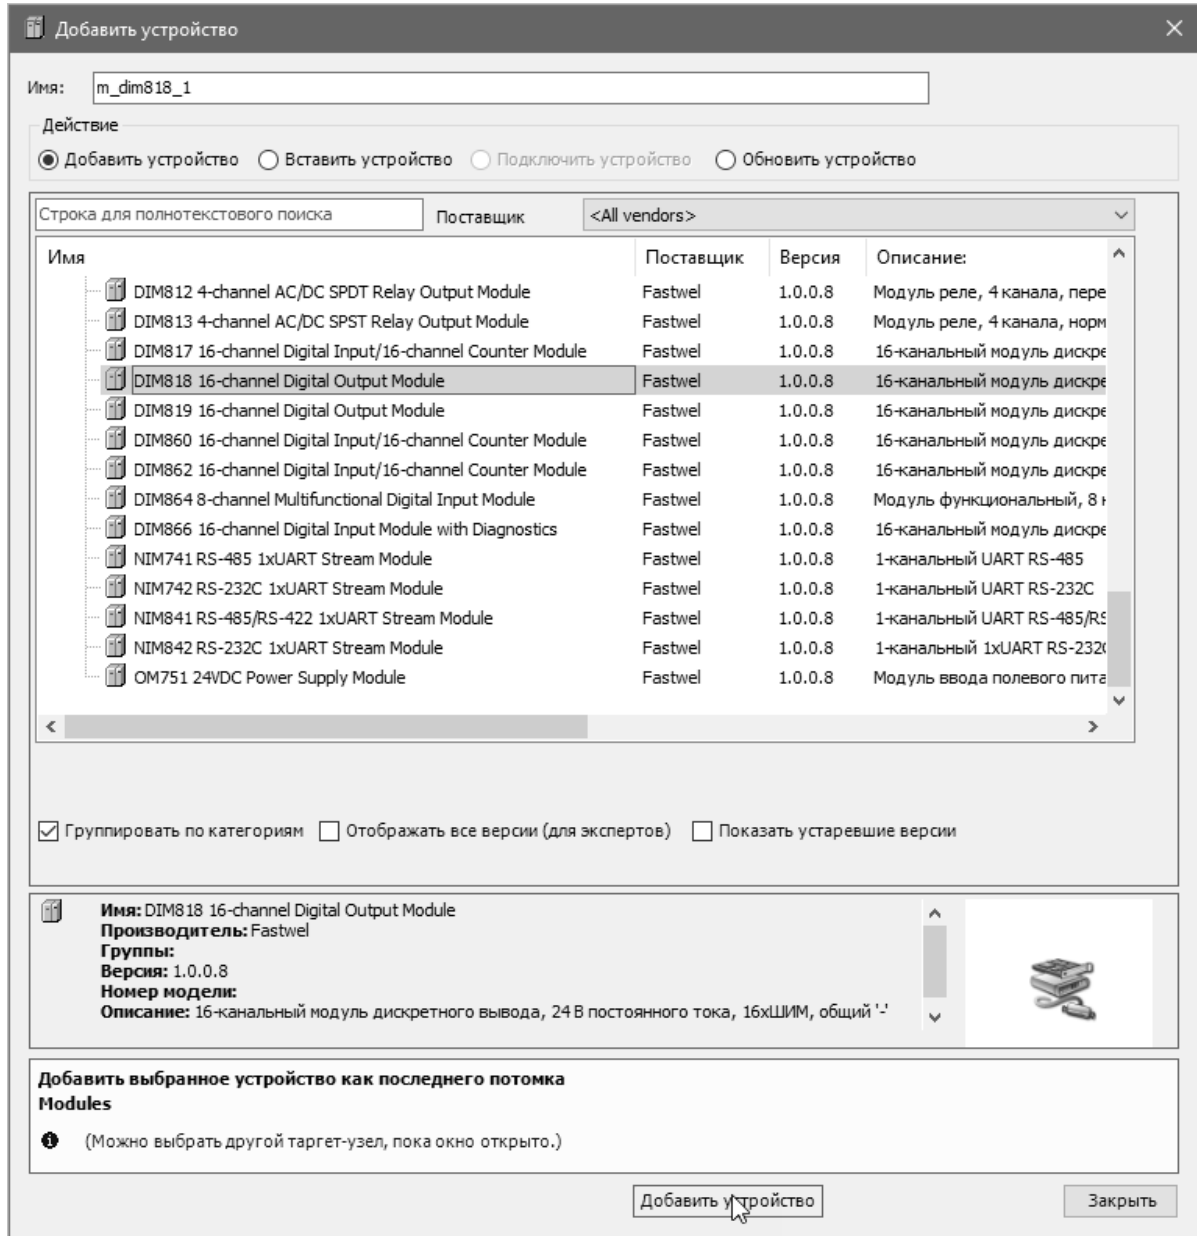 Добавить устройство
Имя: m_dim818_1
Действие
Добавить устройство Вставить устройство Подключить устройство Обновить устройство
Строка для полнотекстового поиска Поставщик <All vendors>
Имя Поставщик Версия Описание:
DIM812 4-channel AC/DC SPDT Relay Output Module Fastwel 1.0.0.8 Модуль реле, 4 канала, пере
DIM813 4-channel AC/DC SPST Relay Output Module Fastwel 1.0.0.8 Модуль реле, 4 канала, норм
DIM817 16-channel Digital Input/16-channel Counter Module Fastwel 1.0.0.8 16-канальный модуль дискре
DIM818 16-channel Digital Output Module Fastwel 1.0.0.8 16-канальный модуль дискре
DIM819 16-channel Digital Output Module Fastwel 1.0.0.8 16-канальный модуль дискре
DIM860 16-channel Digital Input/16-channel Counter Module Fastwel 1.0.0.8 16-канальный модуль дискре
DIM862 16-channel Digital Input/16-channel Counter Module Fastwel 1.0.0.8 16-канальный модуль дискре
DIM864 8-channel Multifunctional Digital Input Module Fastwel 1.0.0.8 Модуль функциональный, 8 к
DIM866 16-channel Digital Input Module with Diagnostics Fastwel 1.0.0.8 16-канальный модуль дискре
NIM741 RS-485 1xUART Stream Module Fastwel 1.0.0.8 1-канальный UART RS-485
NIM742 RS-232C 1xUART Stream Module Fastwel 1.0.0.8 1-канальный UART RS-232C
NIM841 RS-485/RS-422 1xUART Stream Module Fastwel 1.0.0.8 1-канальный UART RS-485/RS
NIM842 RS-232C 1xUART Stream Module Fastwel 1.0.0.8 1-канальный 1xUART RS-232C
OM751 24VDC Power Supply Module Fastwel 1.0.0.8 Модуль ввода полевого пита
Группировать по категориям Отображать все версии (для экспертов) Показать устаревшие версии
Имя: DIM818 16-channel Digital Output Module
Производитель: Fastwel
Группы:
Версия: 1.0.0.8
Номер модели:
Описание: 16-канальный модуль дискретного вывода, 24 В постоянного тока, 16хШИМ, общий '-'
Добавить выбранное устройство как последнего потомка
Modules
(Можно выбрать другой таргет-узел, пока окно открыто.)
Добавить устройство Закрыть